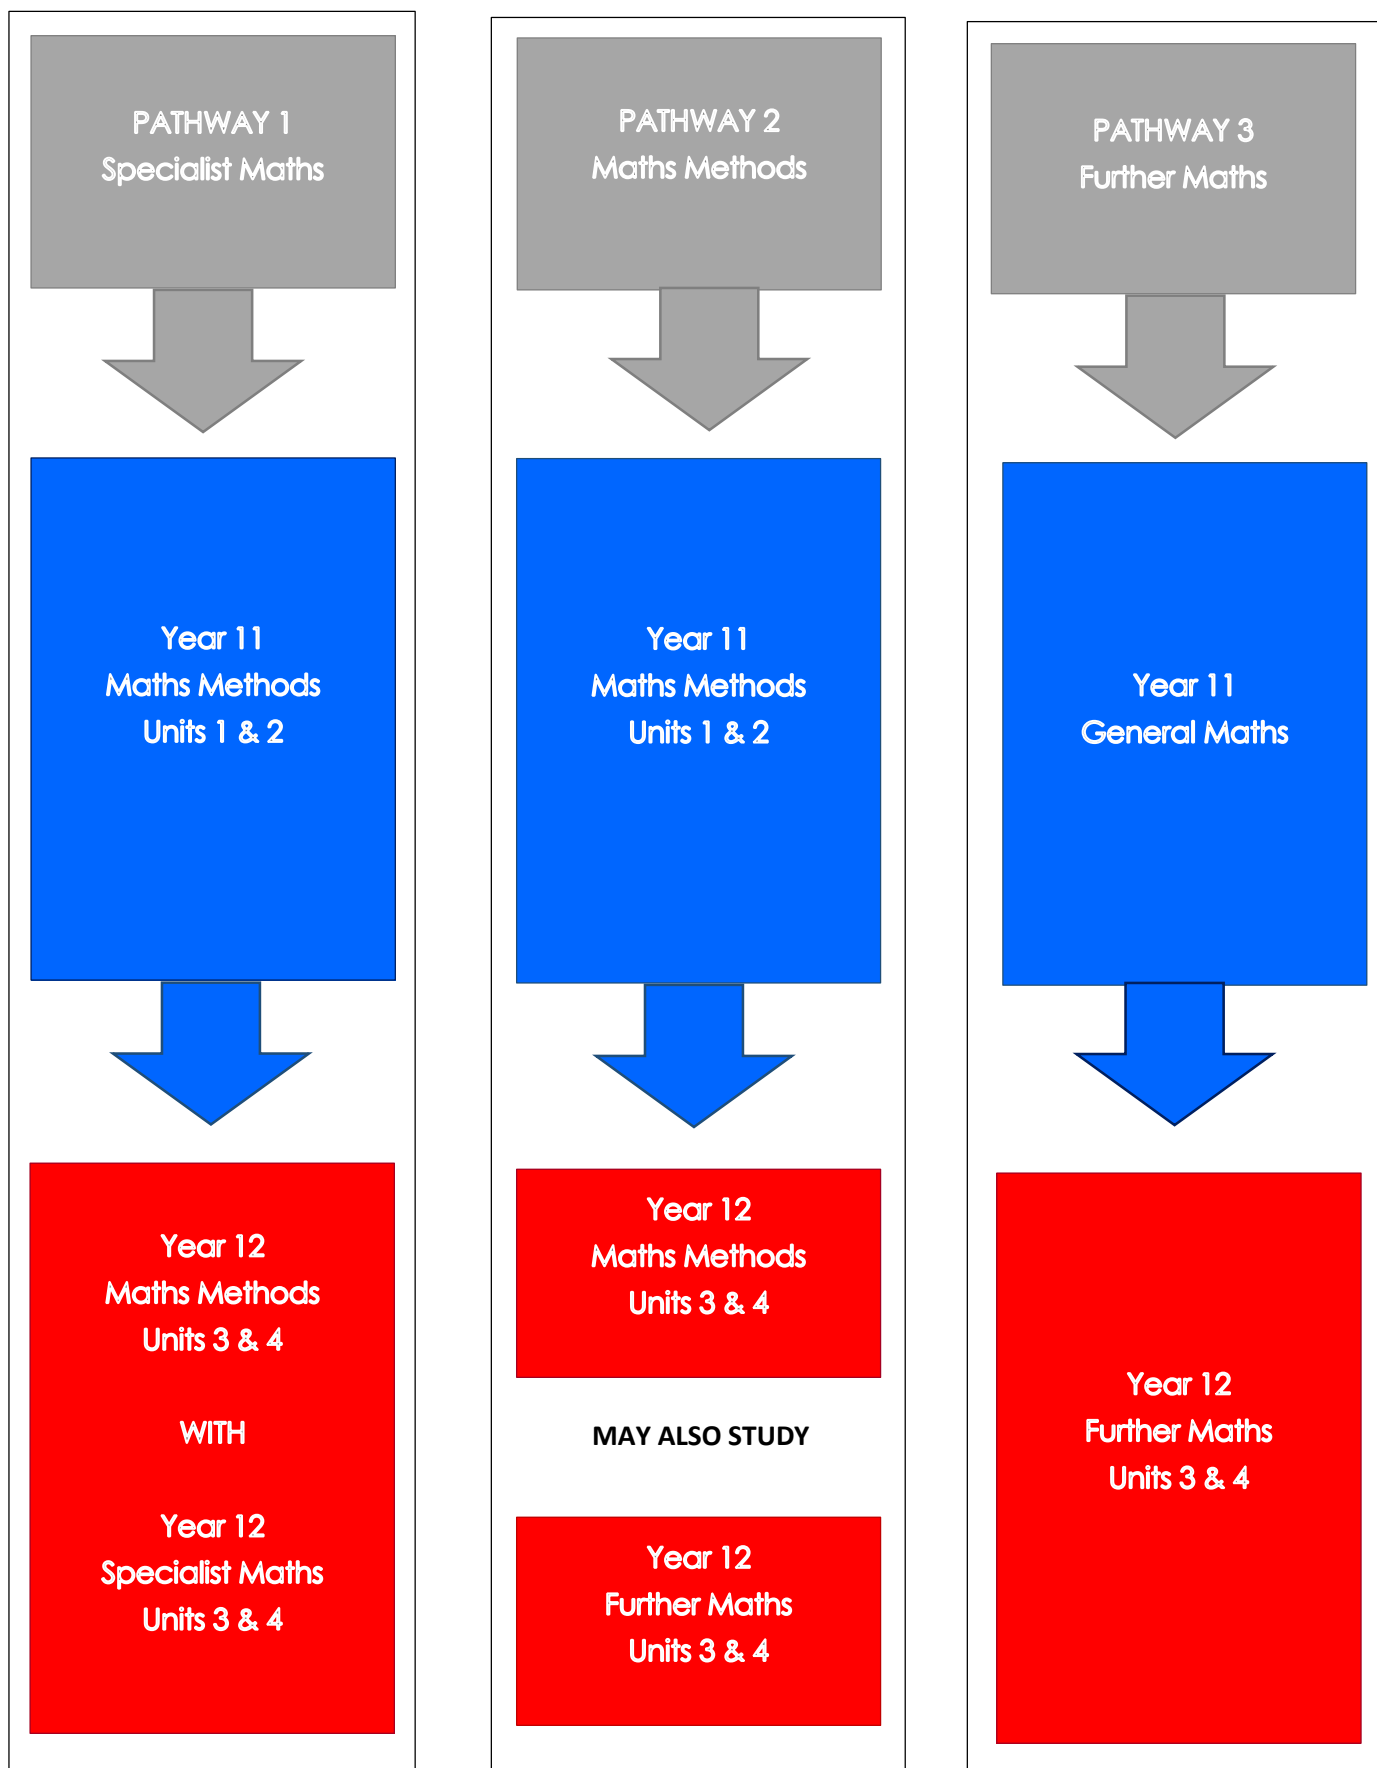 PATHWAY 1
Specialist Maths
Year 11
Maths Methods
Units 1 & 2
Year 12
Maths Methods
Units 3 & 4
WITH
Year 12
Specialist Maths
Units 3 & 4
PATHWAY 2
Maths Methods
Year 11
Maths Methods
Units 1 & 2
Year 12
Maths Methods
Units 3 & 4
MAY ALSO STUDY
Year 12
Further Maths
Units 3 & 4
PATHWAY 3
Further Maths
Year 11
General Maths
Year 12
Further Maths
Units 3 & 4